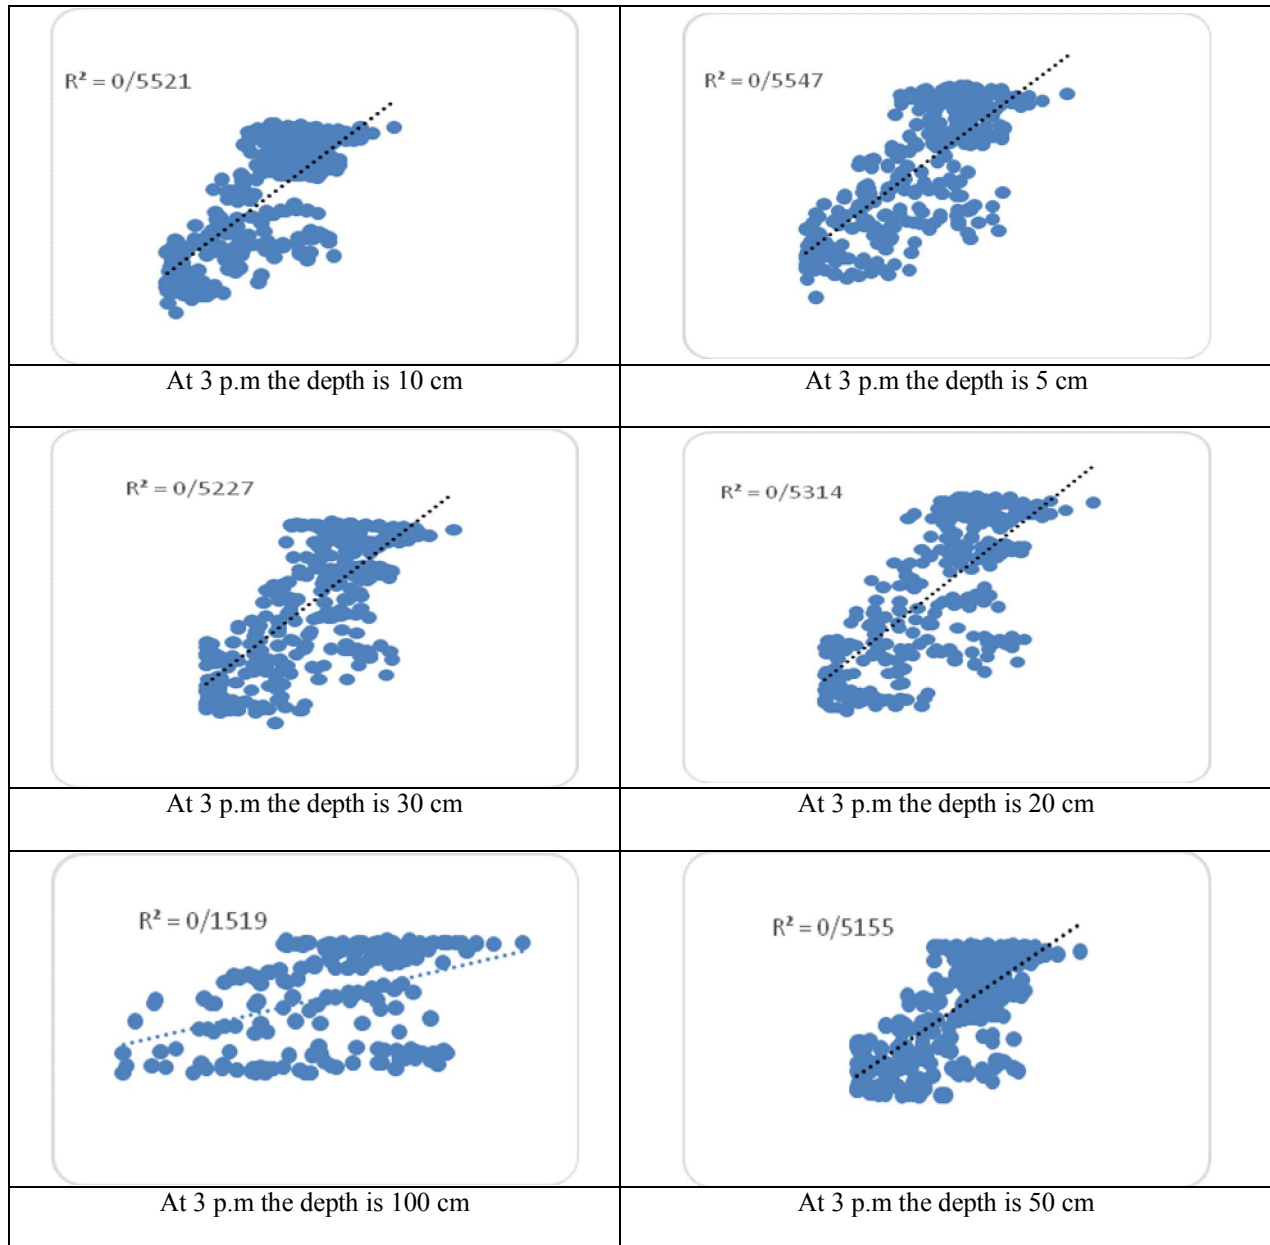 R² = 0/5521
R² = 0/5547
At 3 p.m the depth is 10 cm
At 3 p.m the depth is 5 cm
R² = 0/5227
R² = 0/5314
At 3 p.m the depth is 30 cm
At 3 p.m the depth is 20 cm
R² = 0/1519
R² = 0/5155
At 3 p.m the depth is 100 cm
At 3 p.m the depth is 50 cm